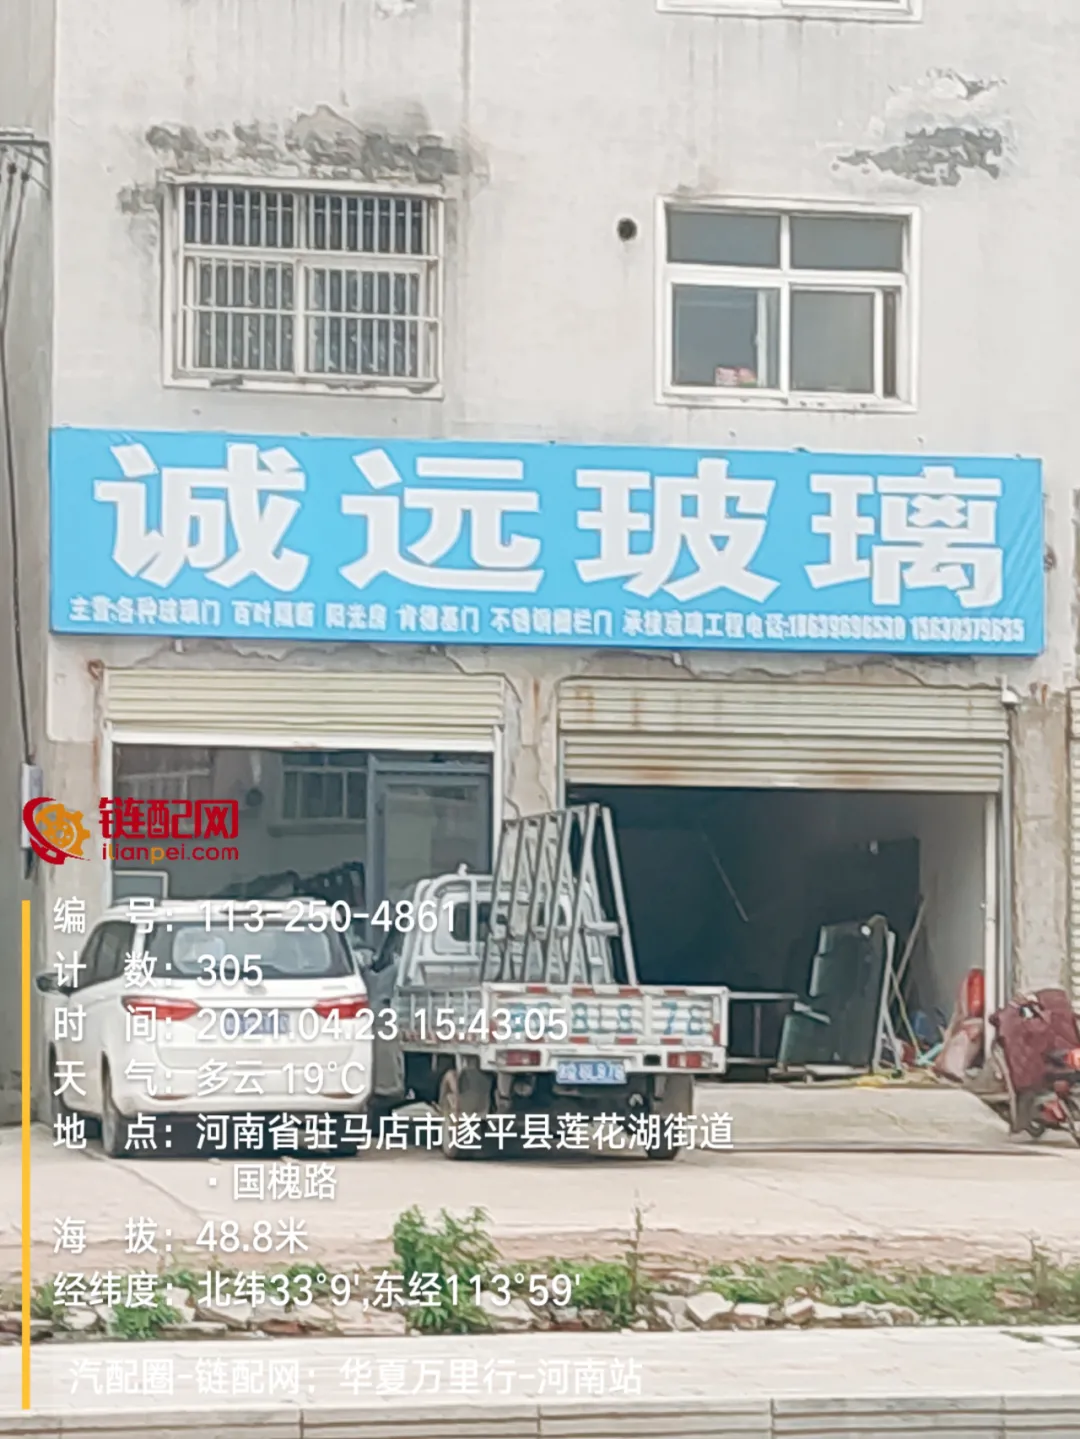 诚远玻璃
主营:各种玻璃门 百叶隔断 阳光房 肯德基门 不锈钢栅栏门 承接玻璃工程电话:18639696530 15638579635
链配网
ilianpei.com
编 号：113-250-4861
计 数：305
时 间：2021.04.23 15:43:05
天 气：多云 19℃
地 点：河南省驻马店市遂平县莲花湖街道
·国槐路
海 拔：48.8米
经纬度：北纬33°9',东经113°59'
汽配圈-链配网：华夏万里行-河南站